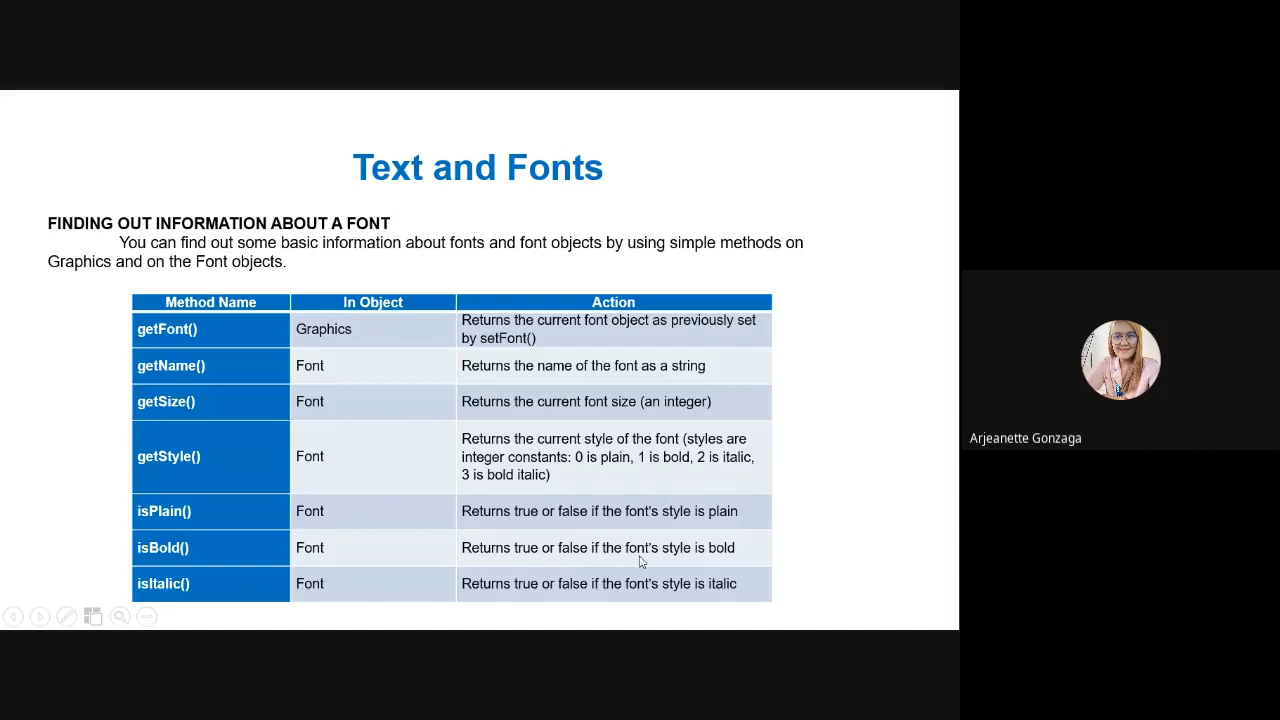 Text and Fonts
FINDING OUT INFORMATION ABOUT A FONT
You can find out some basic information about fonts and font objects by using simple methods on
Graphics and on the Font objects.
Method Name In Object Action
getFont() Graphics Returns the current font object as previously set
by setFont()
getName() Font Returns the name of the font as a string
getSize() Font Returns the current font size (an integer)
getStyle() Font Returns the current style of the font (styles are
integer constants: 0 is plain, 1 is bold, 2 is italic,
3 is bold italic)
isPlain() Font Returns true or false if the font's style is plain
isBold() Font Returns true or false if the font's style is bold
isItalic() Font Returns true or false if the font's style is italic
Arjeanette Gonzaga